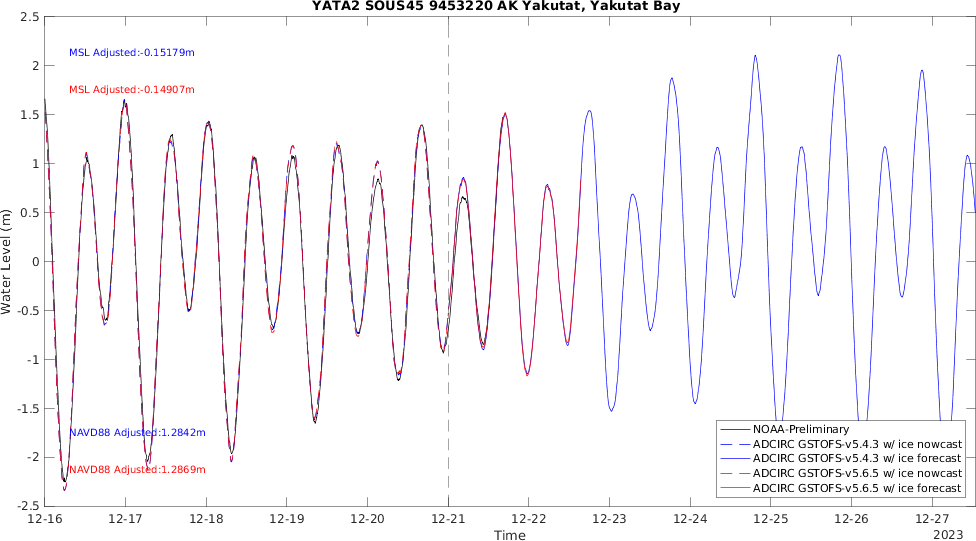 YATA2 SOUS45 9453220 AK Yakutat, Yakutat Bay
2.5
2
1.5
1
0.5
0
-0.5
-1
-1.5
-2
-2.5
Water Level (m)
MSL Adjusted:-0.15179m
MSL Adjusted:-0.14907m
NAVD88 Adjusted:1.2842m
NAVD88 Adjusted:1.2869m
NOAA-Preliminary
ADCIRC GSTOFS-v5.4.3 w/ ice nowcast
ADCIRC GSTOFS-v5.4.3 w/ ice forecast
ADCIRC GSTOFS-v5.6.5 w/ ice nowcast
ADCIRC GSTOFS-v5.6.5 w/ ice forecast
12-16 12-17 12-18 12-19 12-20 12-21 12-22 12-23 12-24 12-25 12-26 12-27
Time
2023